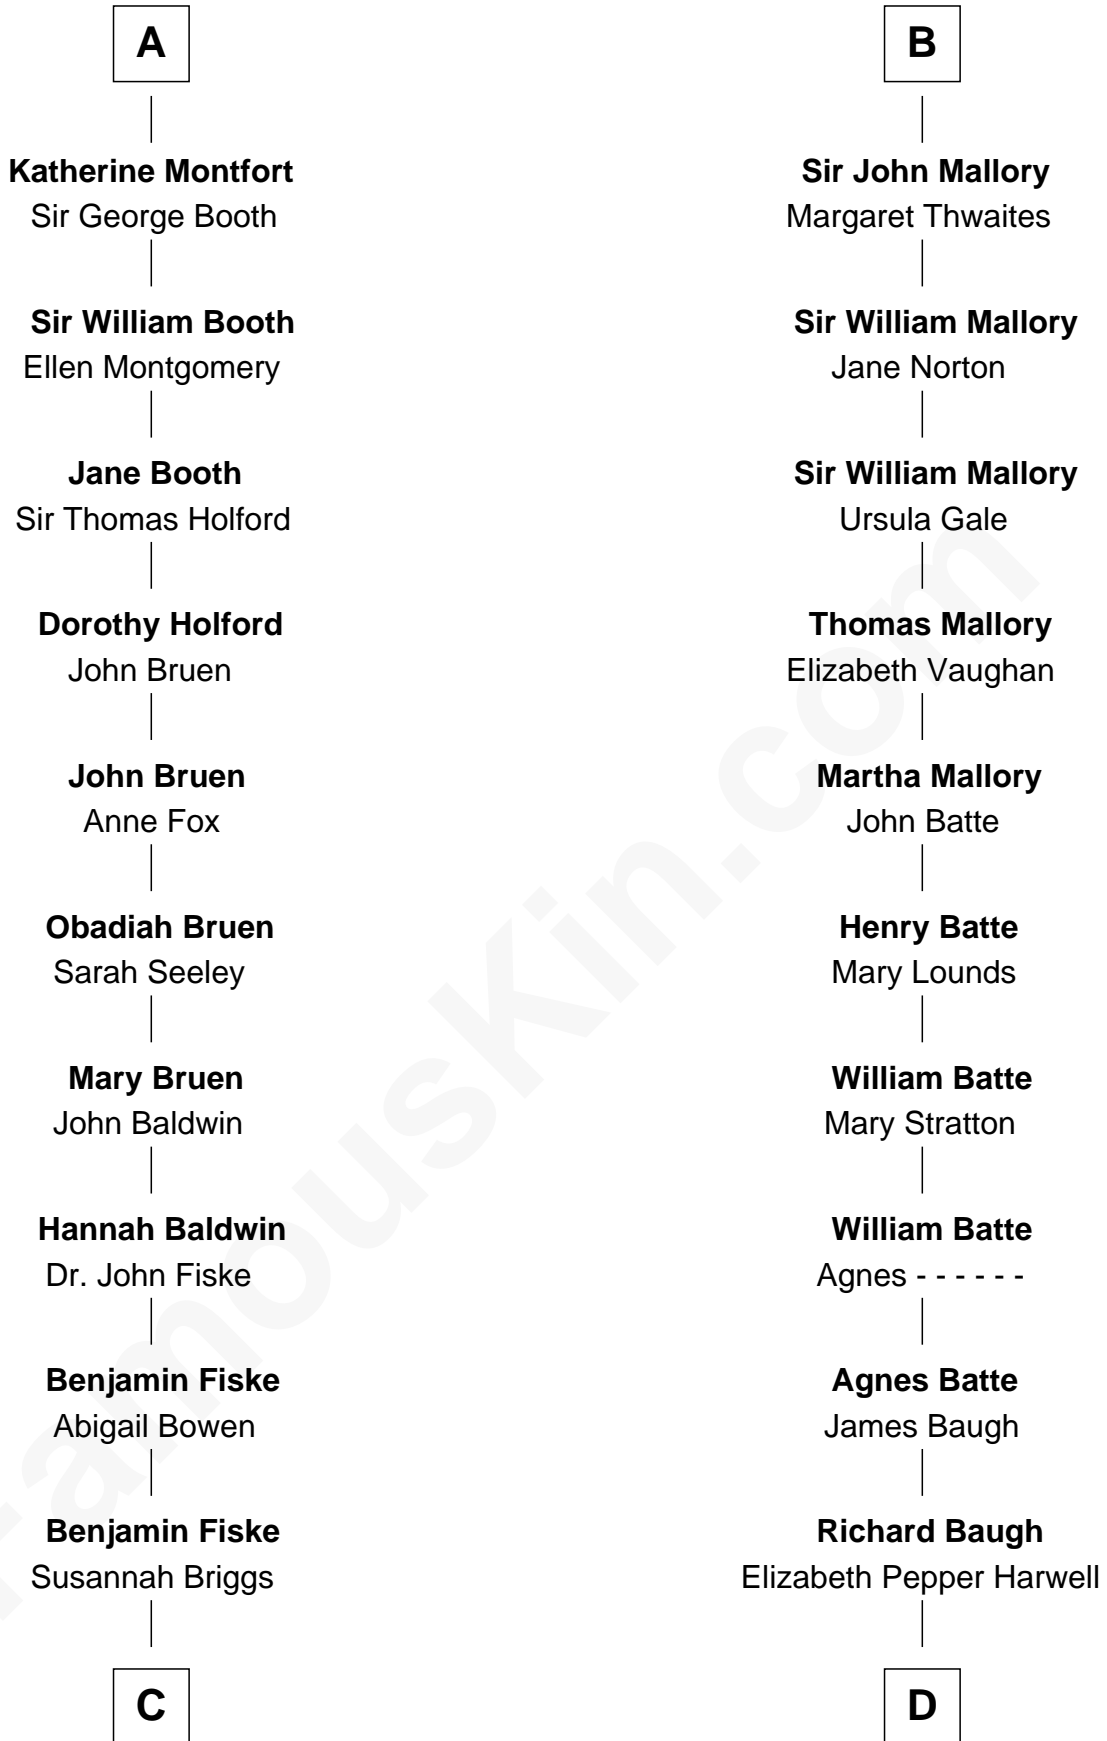 A
Katherine Montfort
Sir George Booth
Sir William Booth
Ellen Montgomery
Jane Booth
Sir Thomas Holford
Dorothy Holford
John Bruen
John Bruen
Anne Fox
Obadiah Bruen
Sarah Seeley
Mary Bruen
John Baldwin
Hannah Baldwin
Dr. John Fiske
Benjamin Fiske
Abigail Bowen
Benjamin Fiske
Susannah Briggs
C
B
Sir John Mallory
Margaret Thwaites
Sir William Mallory
Jane Norton
Sir William Mallory
Ursula Gale
Thomas Mallory
Elizabeth Vaughan
Martha Mallory
John Batte
Henry Batte
Mary Lounds
William Batte
Mary Stratton
William Batte
Agnes - - - - - -
Agnes Batte
James Baugh
Richard Baugh
Elizabeth Pepper Harwell
D
FamousKin.com